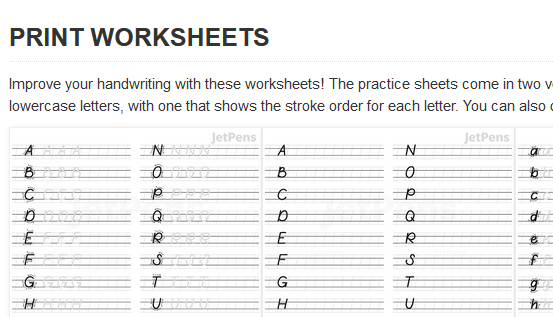 PRINT WORKSHEETS
Improve your handwriting with these worksheets! The practice sheets come in two
lowercase letters, with one that shows the stroke order for each letter. You can also
JetPens JetPens
A A A A N N N N A N a
B O B O b
C P P P P C P c
D Q D Q d
E F F F R R R R E R e
F S F S f
G G G G T T T T G T g
H H H H U U U U H U h